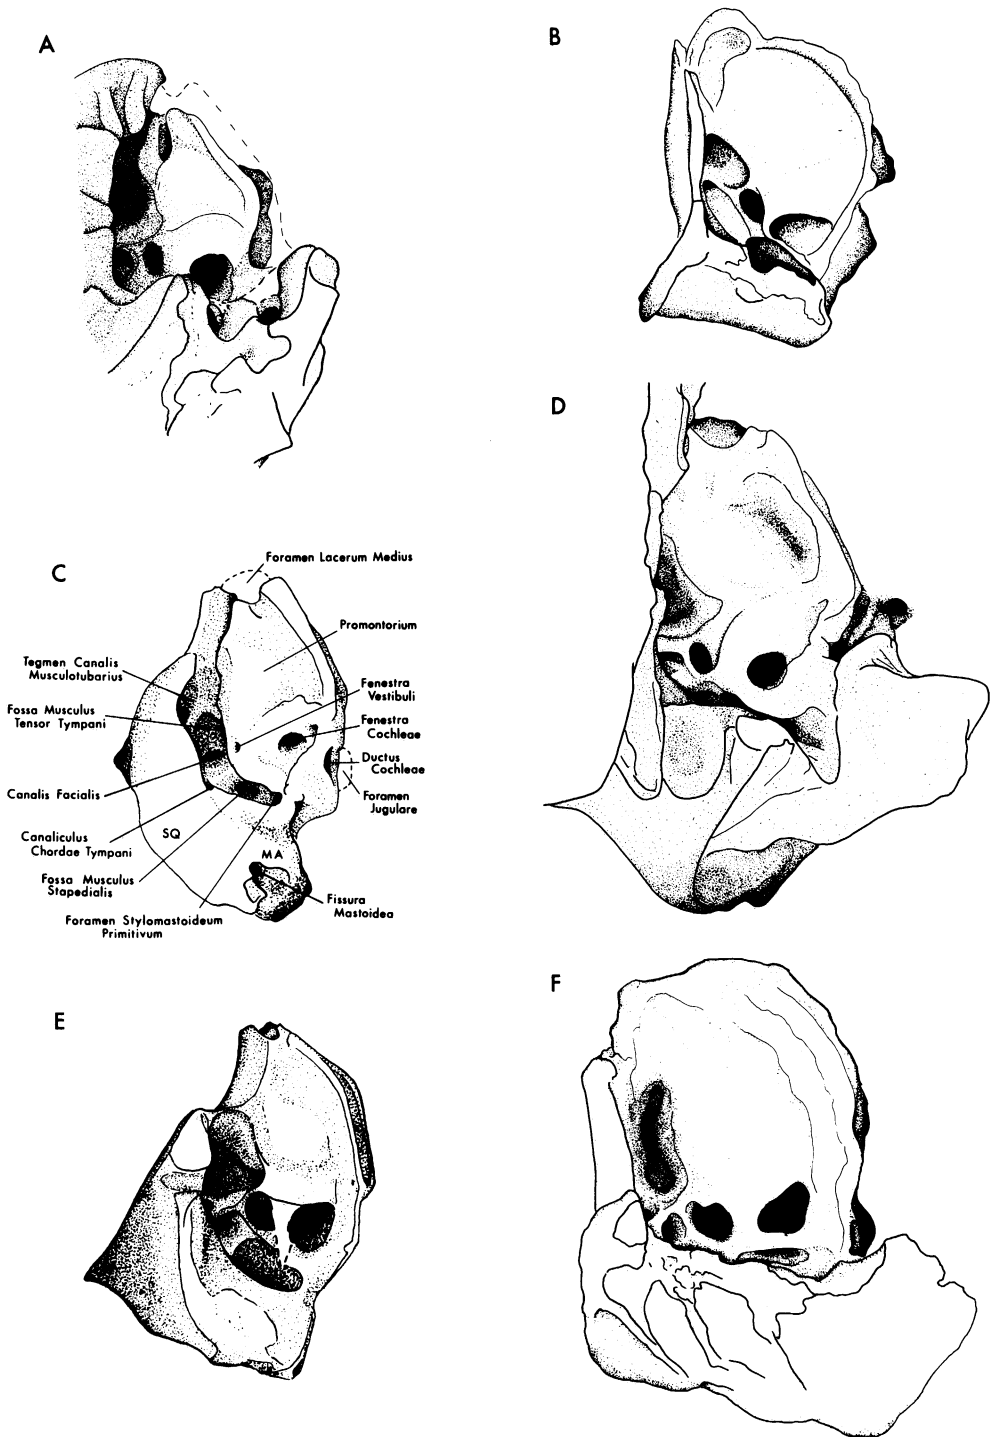 A
B
C
Foramen Lacerum Medius
Promontorium
Tegmen Canalis
Musculotubarius
Fenestra
Vestibuli
Fossa Musculus
Tensor Tympani
Fenestra
Cochleae
Ductus
Cochleae
Canalis Facialis
Foramen
Jugulare
SQ
Canaliculus
Chordae Tympani
MA
Fossa Musculus
Stapedialis
Fissura
Mastoidea
Foramen Stylomastoideum
Primitivum
D
E
F